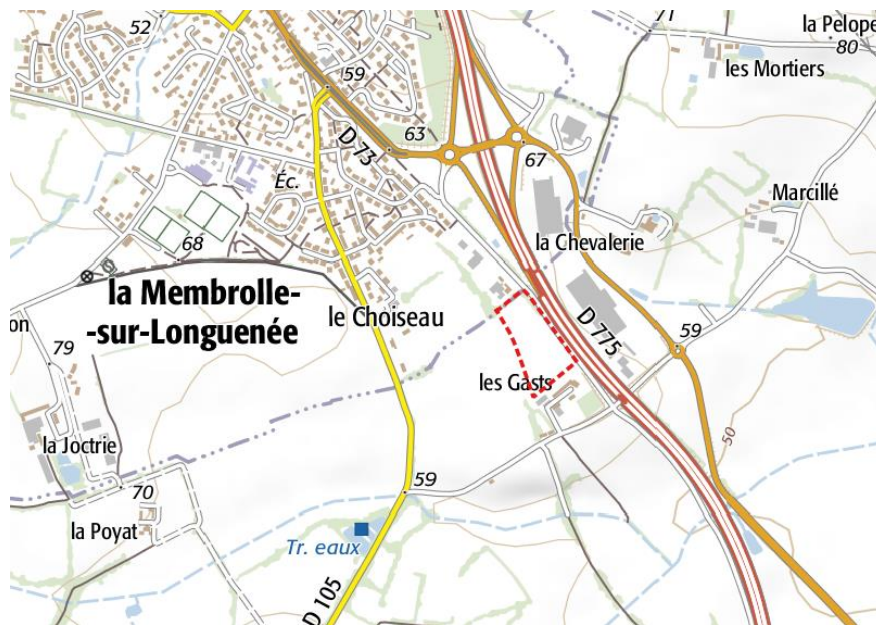 71
la Pelope
80
52
les Mortiers
59
63
D 73
67
Éc.
Marcillé
68
la Chevalerie
la Membrolle-
-sur-Longuenée
on
le Choiseau
D 775
59
79
les Gasts
la Joctrie
50
70
59
la Poyat
Tr. eaux
D 105